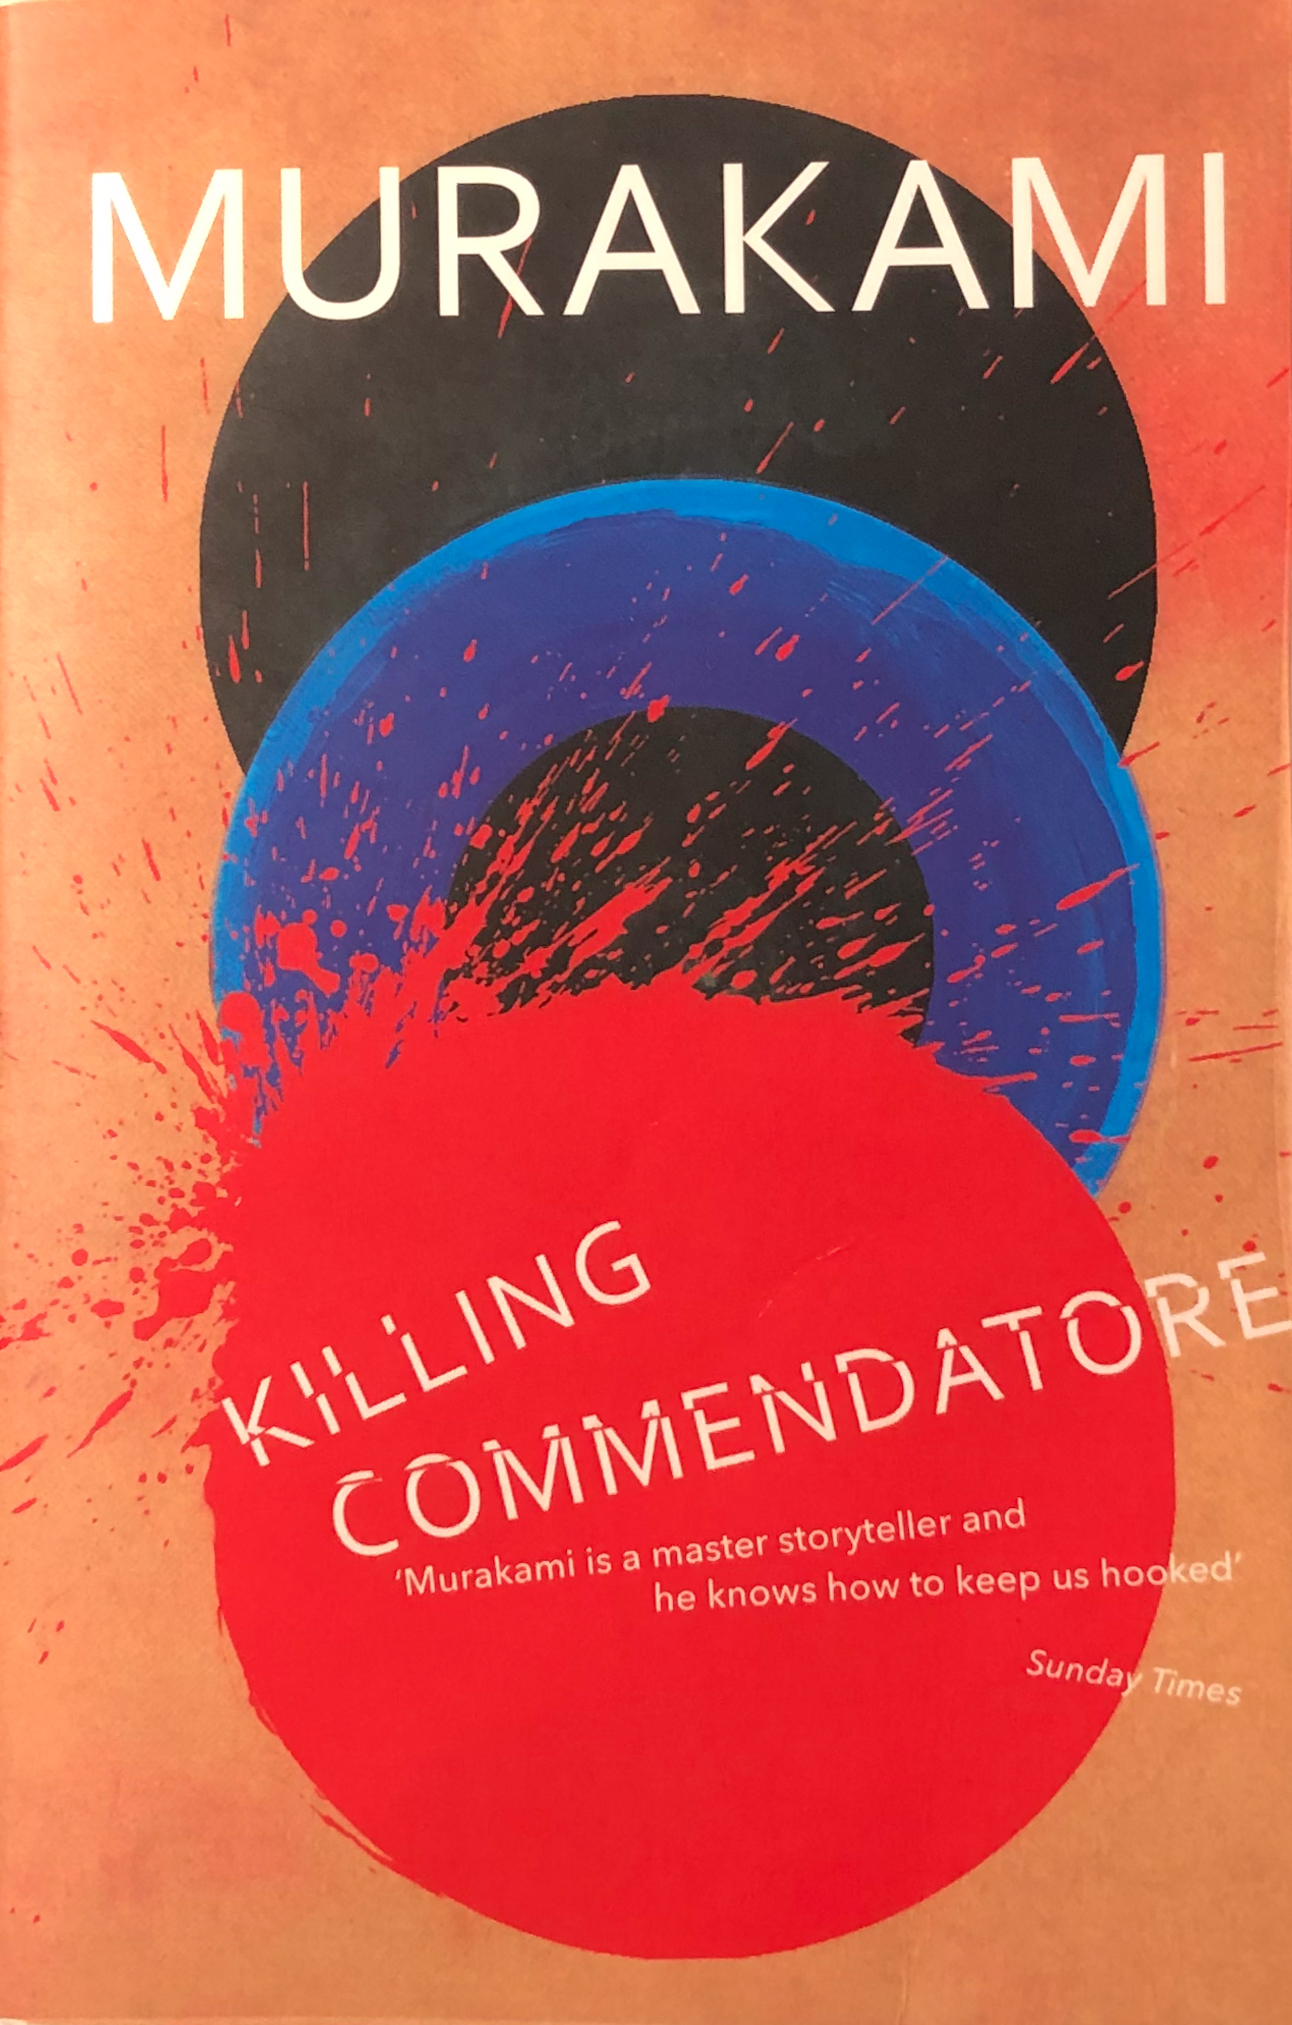 MURAKAMI
KILLING
COMMENDATORE
‘Murakami is a master storyteller and
he knows how to keep us hooked’
Sunday Times